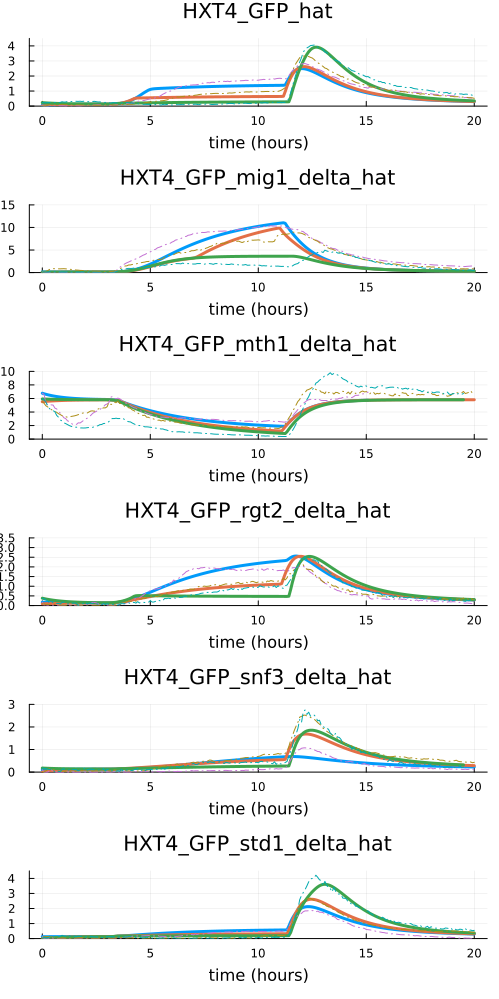 HXT4_GFP_hat
4
3
2
1
0
0 5 10 15 20
time (hours)
HXT4_GFP_mig1_delta_hat
15
10
5
0
0 5 10 15 20
time (hours)
HXT4_GFP_mth1_delta_hat
10
8
6
4
2
0
0 5 10 15 20
time (hours)
HXT4_GFP_rgt2_delta_hat
3.5
3.0
2.5
2.0
1.5
1.0
0.5
0.0
0 5 10 15 20
time (hours)
HXT4_GFP_snf3_delta_hat
3
2
1
0
0 5 10 15 20
time (hours)
HXT4_GFP_std1_delta_hat
4
3
2
1
0
0 5 10 15 20
time (hours)